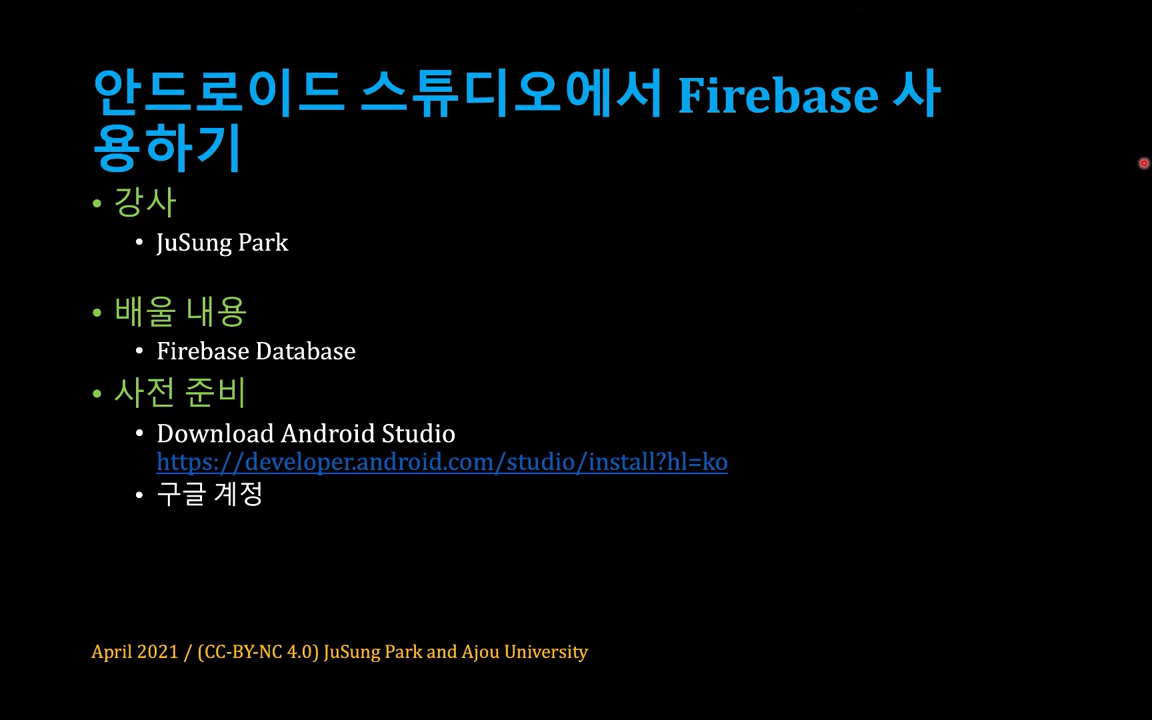 안드로이드 스튜디오에서 Firebase 사
용하기
• 강사
• JuSung Park
• 배울 내용
• Firebase Database
• 사전 준비
• Download Android Studio
https://developer.android.com/studio/install?hl=ko
• 구글 계정
April 2021 / (CC-BY-NC 4.0) JuSung Park and Ajou University